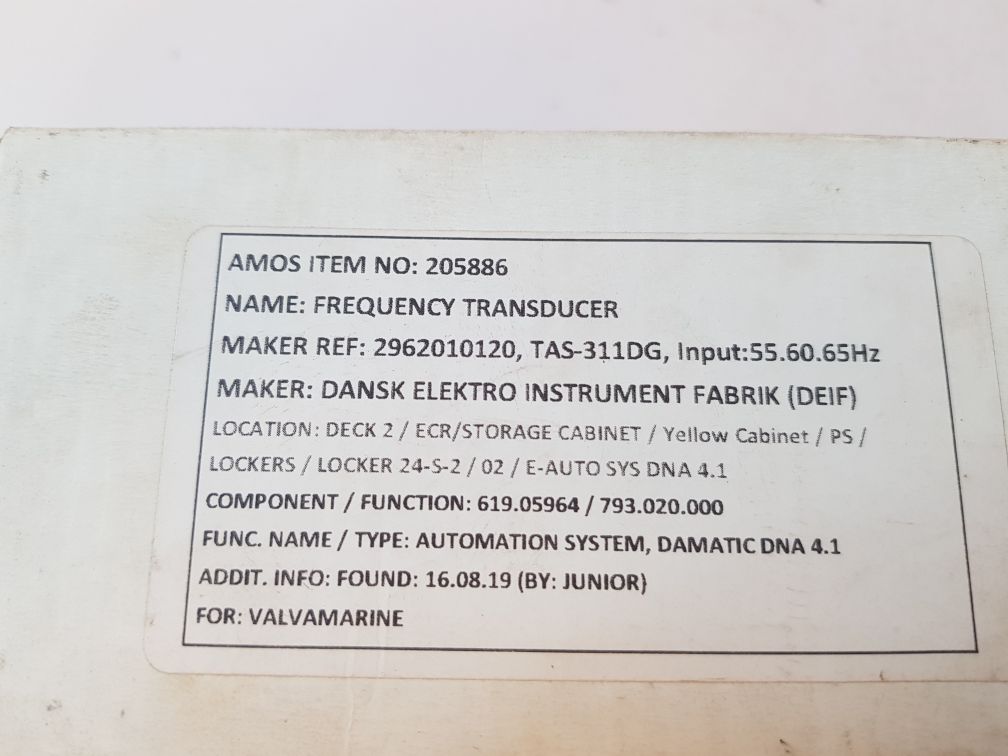 AMOS ITEM NO: 205886
NAME: FREQUENCY TRANSDUCER
MAKER REF: 2962010120, TAS-311DG, Input:55.60.65Hz
MAKER: DANSK ELEKTRO INSTRUMENT FABRIK (DEIF)
LOCATION: DECK 2 / ECR/STORAGE CABINET / Yellow Cabinet / PS /
LOCKERS / LOCKER 24-S-2 / 02 / E-AUTO SYS DNA 4.1
COMPONENT / FUNCTION: 619.05964 / 793.020.000
FUNC. NAME / TYPE: AUTOMATION SYSTEM, DAMATIC DNA 4.1
ADDIT. INFO: FOUND: 16.08.19 (BY: JUNIOR)
FOR: VALVAMARINE